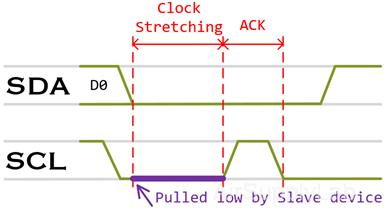 Clock
Stretching
ACK
SDA
D0
SCL
Pulled low by Slave device